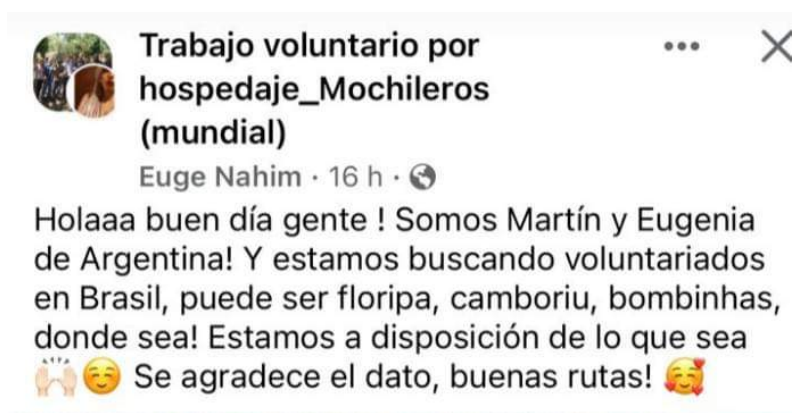 Trabajo voluntario por
hospedaje_Mochileros
(mundial)
Euge Nahim · 16 h ·
Holaaa buen día gente ! Somos Martín y Eugenia
de Argentina! Y estamos buscando voluntariados
en Brasil, puede ser floripa, camboriu, bombinhas,
donde sea! Estamos a disposición de lo que sea
🙌🏻☺️ Se agradece el dato, buenas rutas! 🥰